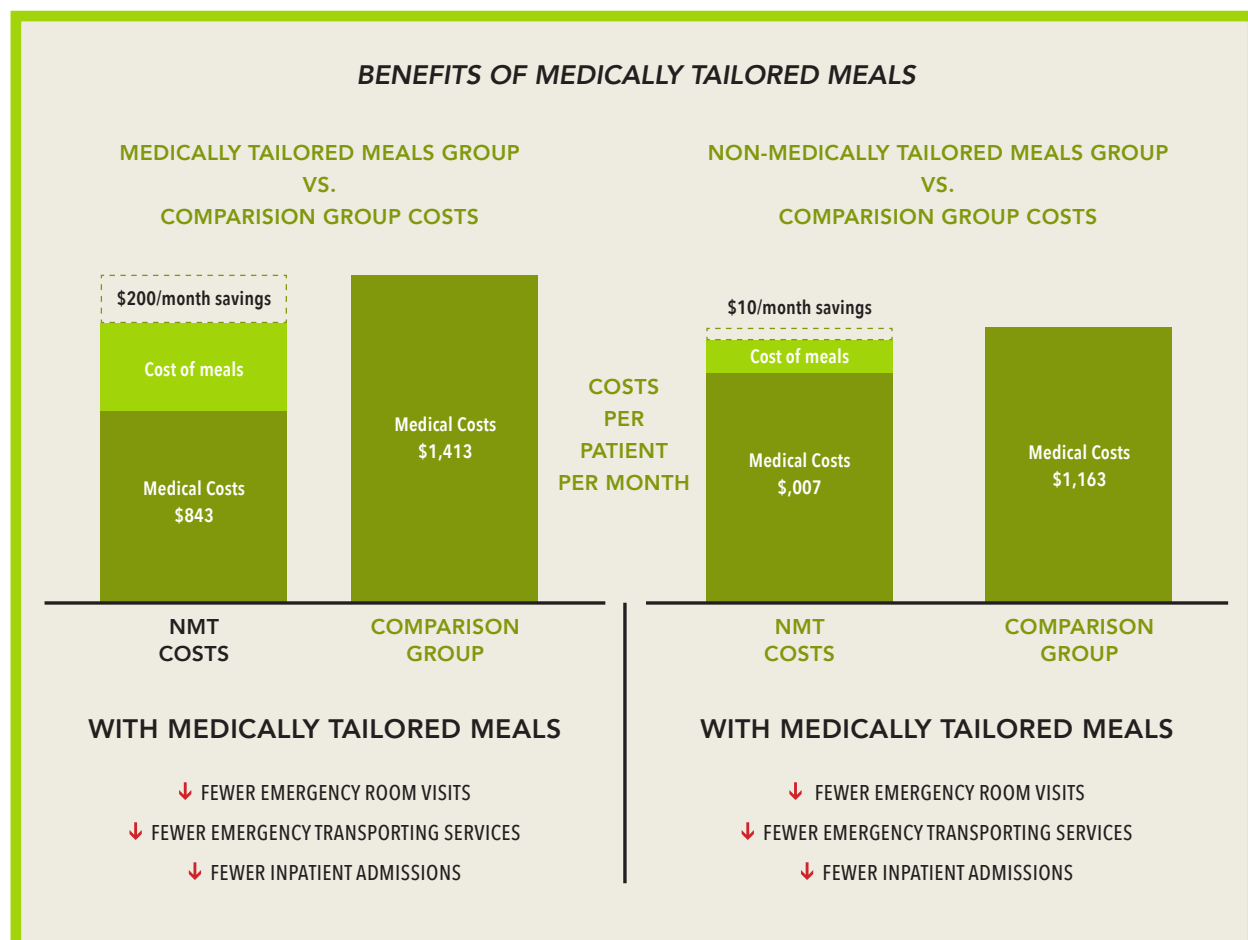 BENEFITS OF MEDICALLY TAILORED MEALS
MEDICALLY TAILORED MEALS GROUP
VS.
COMPARISION GROUP COSTS
$200/month savings
Cost of meals
Medical Costs
$843
Medical Costs
$1,413
NMT
COSTS
COMPARISON
GROUP
COSTS
PER
PATIENT
PER MONTH
NON-MEDICALLY TAILORED MEALS GROUP
VS.
COMPARISION GROUP COSTS
$10/month savings
Cost of meals
Medical Costs
$,007
Medical Costs
$1,163
NMT
COSTS
COMPARISON
GROUP
WITH MEDICALLY TAILORED MEALS
↓ FEWER EMERGENCY ROOM VISITS
↓ FEWER EMERGENCY TRANSPORTING SERVICES
↓ FEWER INPATIENT ADMISSIONS
WITH MEDICALLY TAILORED MEALS
↓ FEWER EMERGENCY ROOM VISITS
↓ FEWER EMERGENCY TRANSPORTING SERVICES
↓ FEWER INPATIENT ADMISSIONS